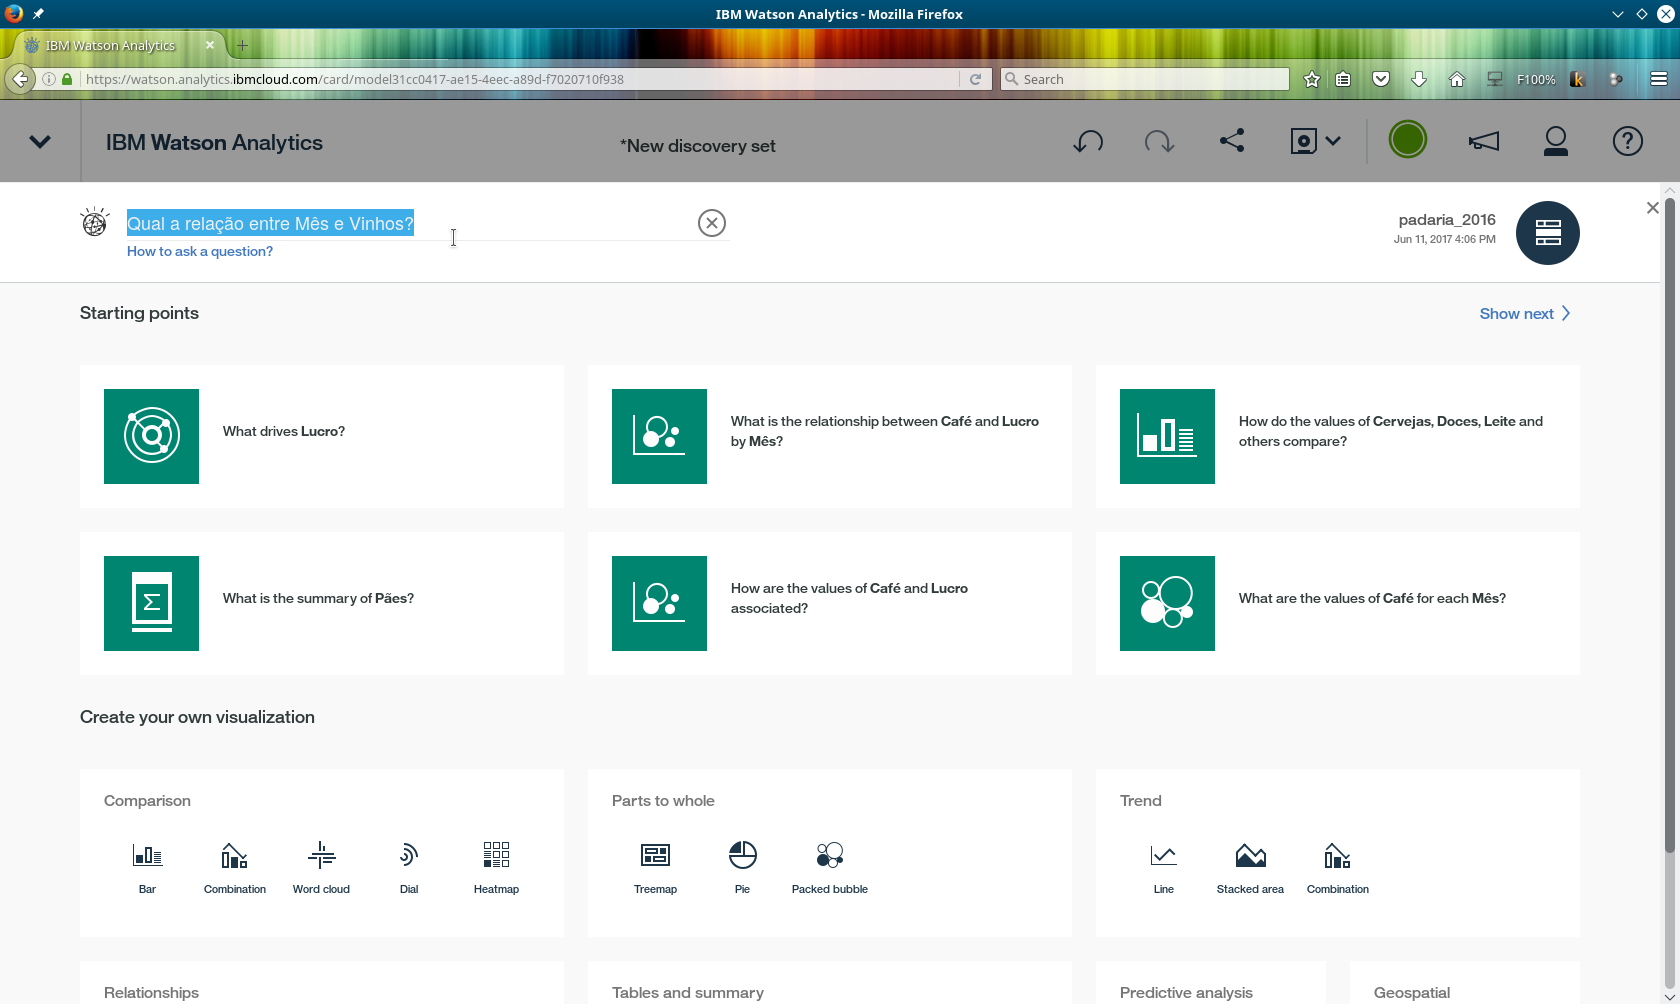 IBM Watson Analytics - Mozilla Firefox
IBM Watson Analytics
https://watson.analytics.ibmcloud.com/card/model31cc0417-ae15-4eec-a89d-f7020710f938
Search
F100%
k
IBM Watson Analytics
*New discovery set
Qual a relação entre Mês e Vinhos?
How to ask a question?
padaria_2016
Jun 11, 2017 4:06 PM
Starting points
Show next
What drives Lucro?
What is the relationship between Café and Lucro
by Mês?
How do the values of Cervejas, Doces, Leite and
others compare?
What is the summary of Pães?
How are the values of Café and Lucro
associated?
What are the values of Café for each Mês?
Create your own visualization
Comparison
Bar
Combination
Word cloud
Dial
Heatmap
Parts to whole
Treemap
Pie
Packed bubble
Trend
Line
Stacked area
Combination
Relationships
Tables and summary
Predictive analysis
Geospatial